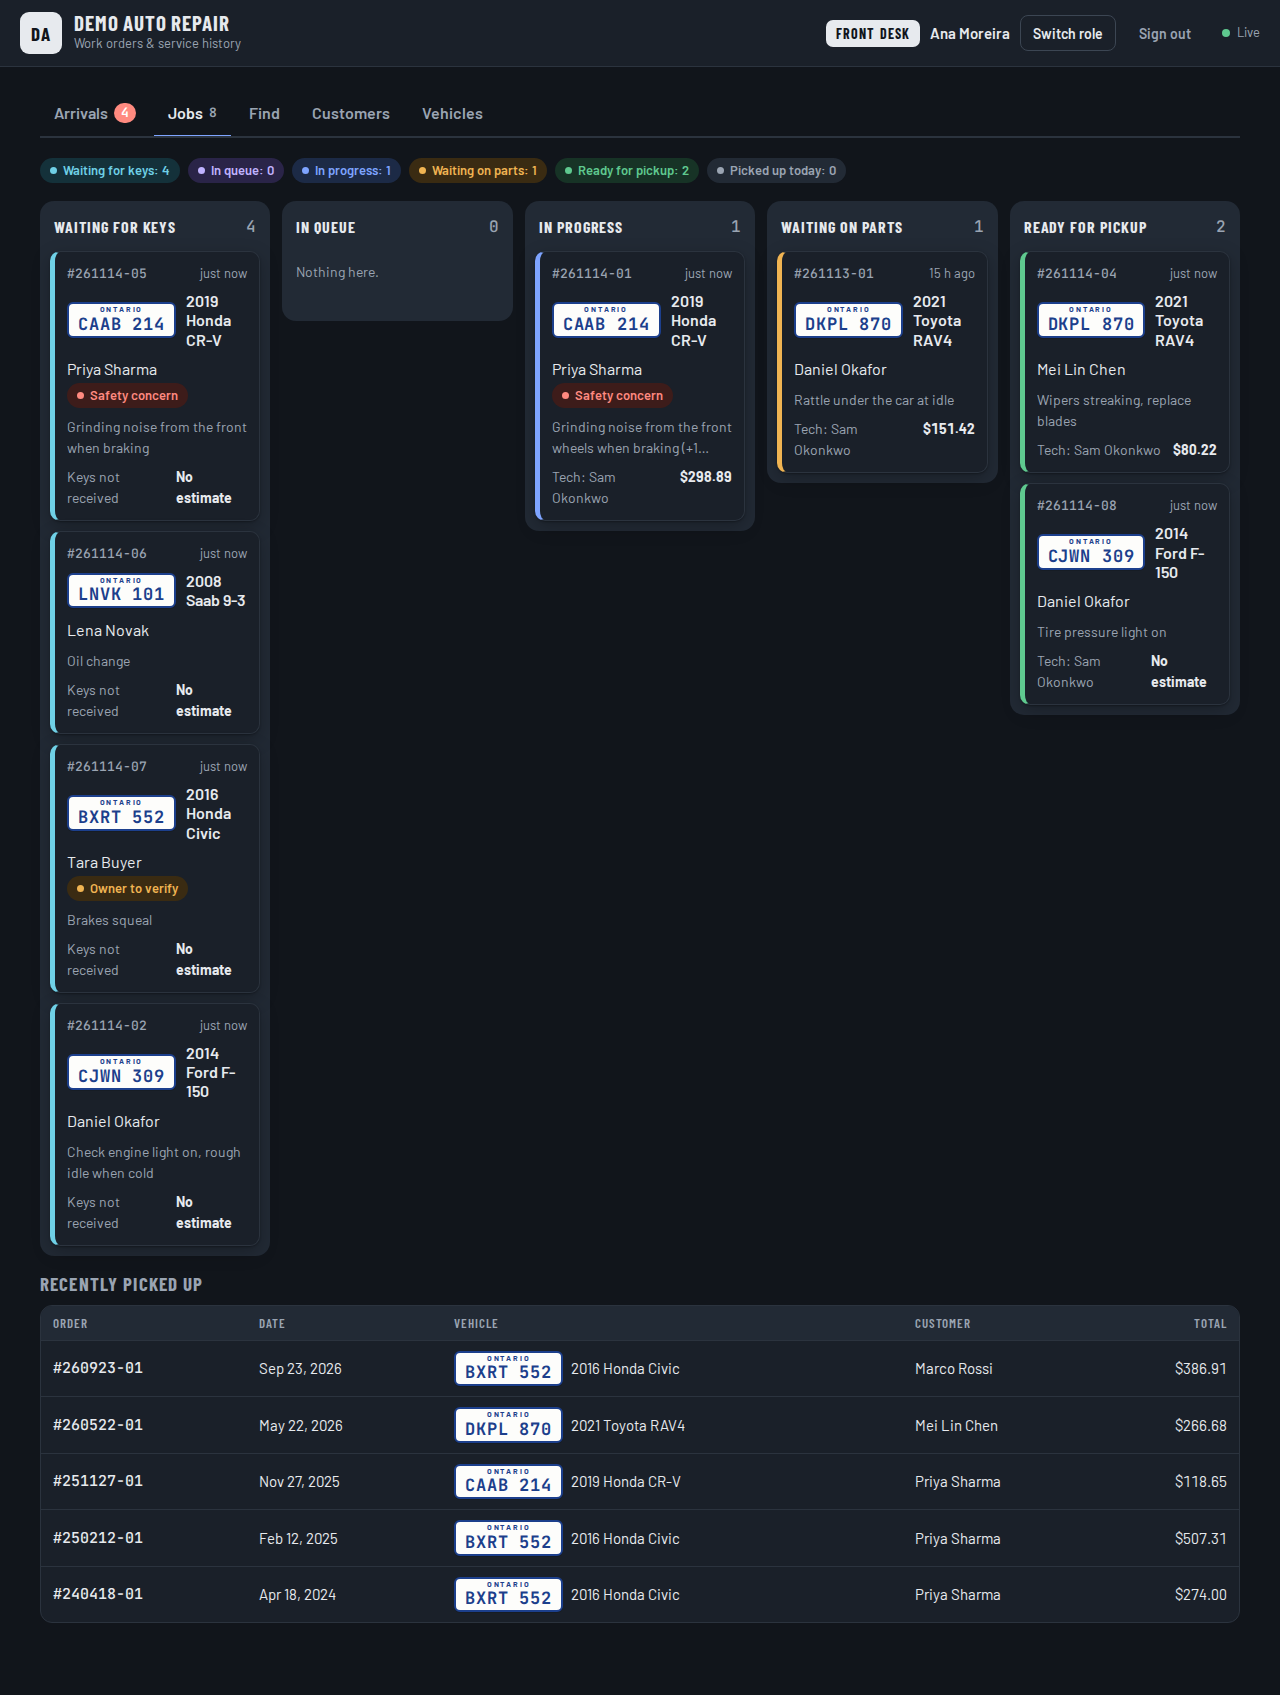 DA
DEMO AUTO REPAIR
Work orders & service history
FRONT DESK
Ana Moreira
Switch role
Sign out
Live
Arrivals 4
Jobs 8
Find
Customers
Vehicles
Waiting for keys: 4
In queue: 0
In progress: 1
Waiting on parts: 1
Ready for pickup: 2
Picked up today: 0
WAITING FOR KEYS 4
#261114-05 just now
ONTARIO
CAAB 214
2019
Honda
CR-V
Priya Sharma
Safety concern
Grinding noise from the front
when braking
Keys not
received
No
estimate
#261114-06 just now
ONTARIO
LNVK 101
2008
Saab 9-3
Lena Novak
Oil change
Keys not
received
No
estimate
#261114-07 just now
ONTARIO
BXRT 552
2016
Honda
Civic
Tara Buyer
Owner to verify
Brakes squeal
Keys not
received
No
estimate
#261114-02 just now
ONTARIO
CJWN 309
2014
Ford F-
150
Daniel Okafor
Check engine light on, rough
idle when cold
Keys not
received
No
estimate
IN QUEUE 0
Nothing here.
IN PROGRESS 1
#261114-01 just now
ONTARIO
CAAB 214
2019
Honda
CR-V
Priya Sharma
Safety concern
Grinding noise from the front
wheels when braking (+1...
Tech: Sam
Okonkwo
$298.89
WAITING ON PARTS 1
#261113-01 15 h ago
ONTARIO
DKPL 870
2021
Toyota
RAV4
Daniel Okafor
Rattle under the car at idle
Tech: Sam
Okonkwo
$151.42
READY FOR PICKUP 2
#261114-04 just now
ONTARIO
DKPL 870
2021
Toyota
RAV4
Mei Lin Chen
Wipers streaking, replace
blades
Tech: Sam Okonkwo $80.22
#261114-08 just now
ONTARIO
CJWN 309
2014
Ford F-
150
Daniel Okafor
Tire pressure light on
Tech: Sam
Okonkwo
No
estimate
RECENTLY PICKED UP
ORDER DATE VEHICLE CUSTOMER TOTAL
#260923-01 Sep 23, 2026 ONTARIO BXRT 552 2016 Honda Civic Marco Rossi $386.91
#260522-01 May 22, 2026 ONTARIO DKPL 870 2021 Toyota RAV4 Mei Lin Chen $266.68
#251127-01 Nov 27, 2025 ONTARIO CAAB 214 2019 Honda CR-V Priya Sharma $118.65
#250212-01 Feb 12, 2025 ONTARIO BXRT 552 2016 Honda Civic Priya Sharma $507.31
#240418-01 Apr 18, 2024 ONTARIO BXRT 552 2016 Honda Civic Priya Sharma $274.00